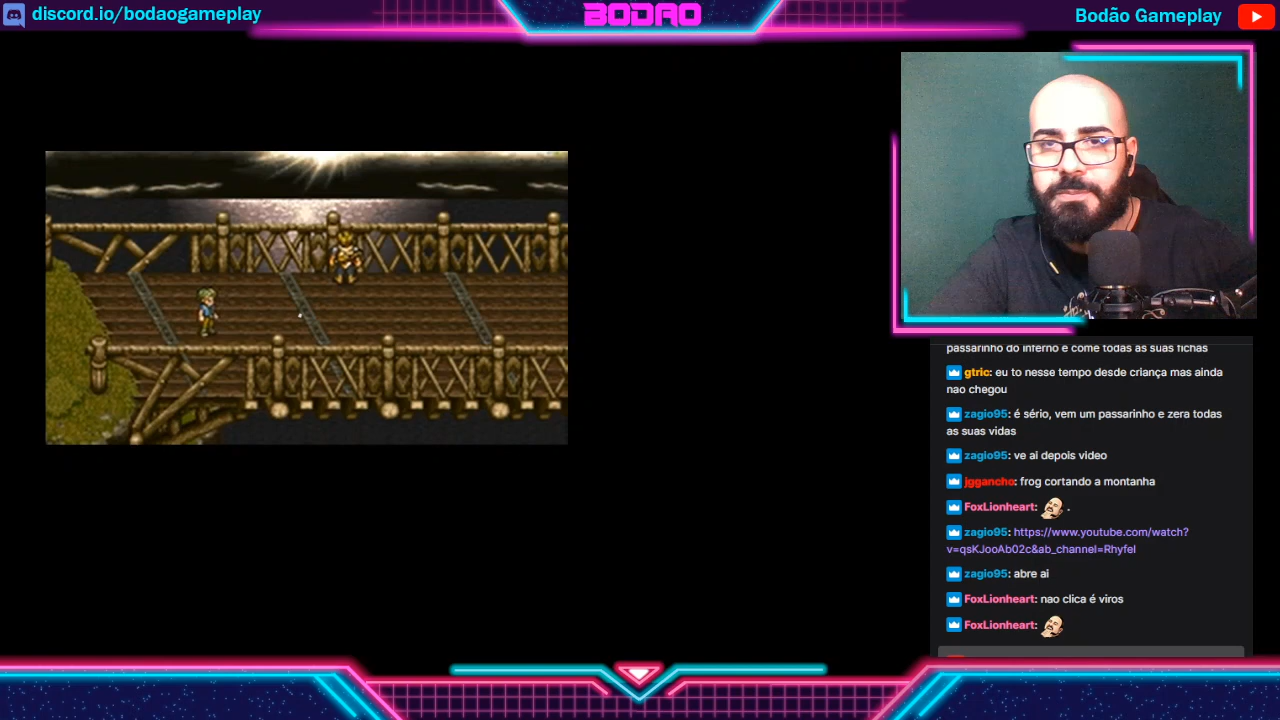 discord.io/bodaogameplay
BODAO
Bodão Gameplay
passarinho do inferno e come todas as suas fichas
gtric: eu to nesse tempo desde criança mas ainda
nao chegou
zagio95: é sério, vem um passarinho e zera todas
as suas vidas
zagio95: ve ai depois video
jggancho: frog cortando a montanha
FoxLionheart: .
zagio95: https://www.youtube.com/watch?
v=qsKJooAb02c&ab_channel=Rhyfel
zagio95: abre ai
FoxLionheart: nao clica é viros
FoxLionheart: